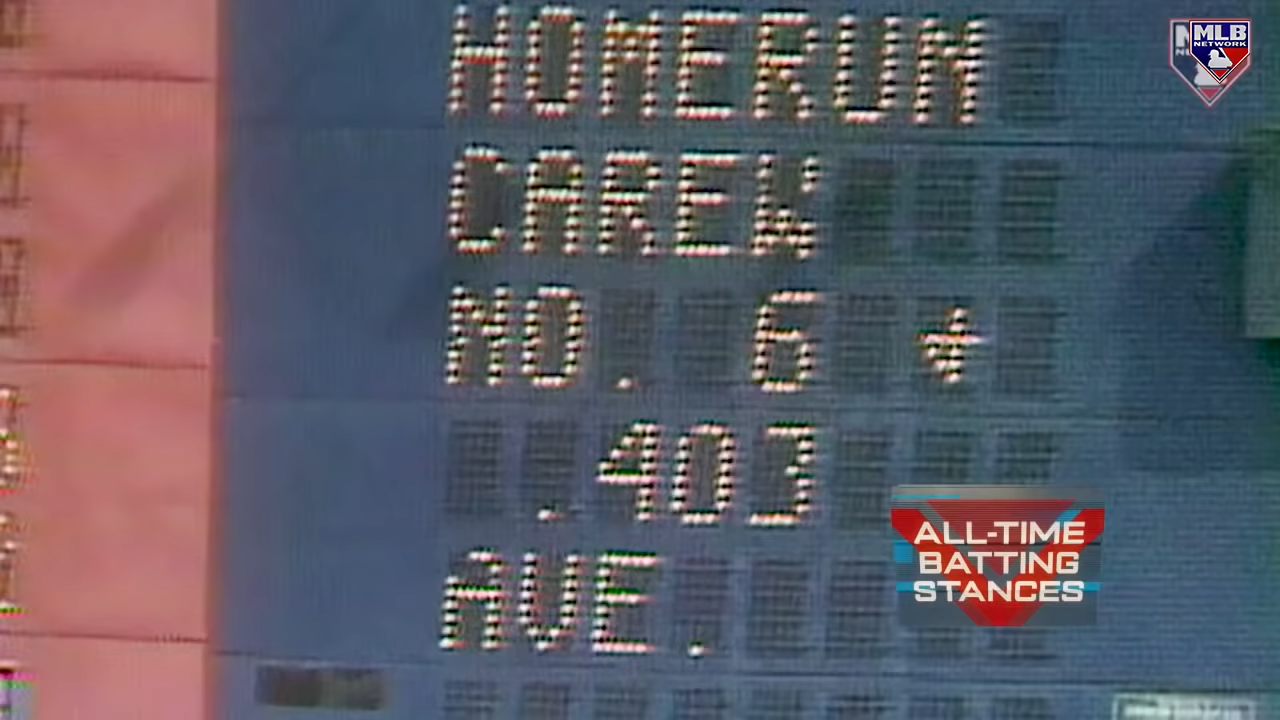 HOMERUN
CAREW
NO. 6
.403
AVE.
MLB
NETWORK
ALL-TIME
BATTING
STANCES